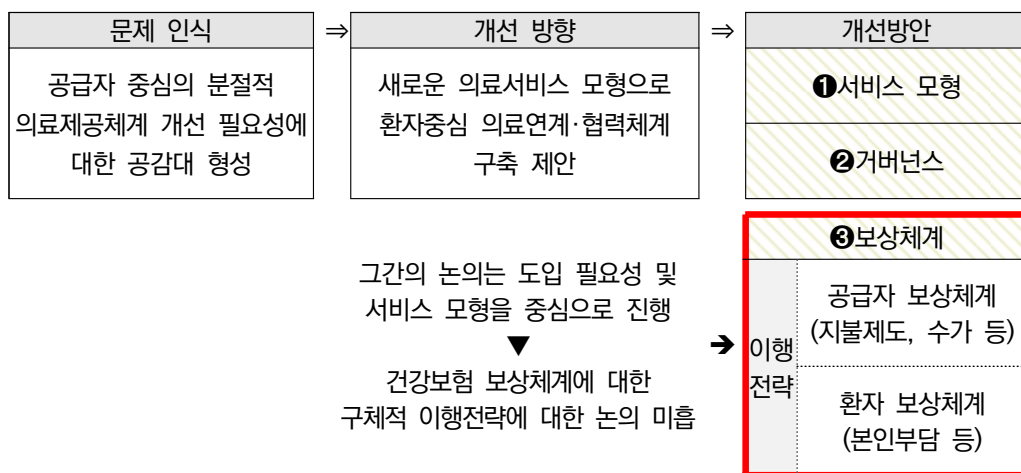 문제 인식
⇒
개선 방향
⇒
개선방안
공급자 중심의 분절적
의료제공체계 개선 필요성에
대한 공감대 형성
새로운 의료서비스 모형으로
환자중심 의료연계·협력체계
구축 제안
❶서비스 모형
❷거버넌스
그간의 논의는 도입 필요성 및
서비스 모형을 중심으로 진행
▼
건강보험 보상체계에 대한
구체적 이행전략에 대한 논의 미흡
➔
❸보상체계
이행
전략
공급자 보상체계
(지불제도, 수가 등)
환자 보상체계
(본인부담 등)